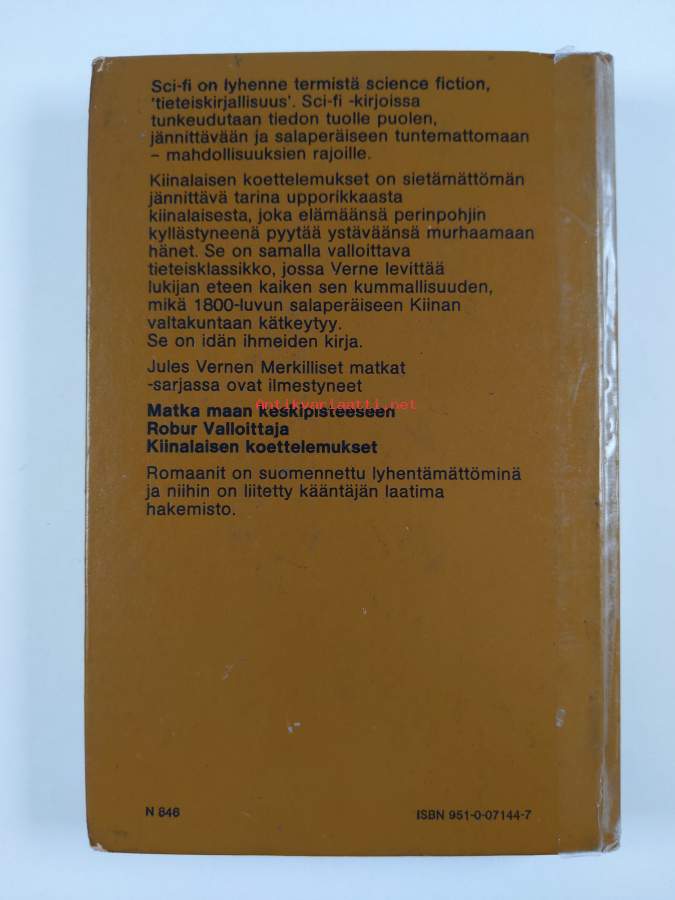 Sci-fi on lyhenne termistä science fiction,
'tieteiskirjallisuus'. Sci-fi -kirjoissa
tunkeudutaan tiedon tuolle puolen,
jännittävään ja salaperäiseen tuntemattomaan
– mahdollisuuksien rajoille.
Kiinalaisen koettelemukset on sietämättömän
jännittävä tarina upporikkaasta
kiinalaisesta, joka elämäänsä perinpohjin
kyllästyneenä pyytää ystäväänsä murhaamaan
hänet. Se on samalla valloittava
tieteisklassikko, jossa Verne levittää
lukijan eteen kaiken sen kummallisuuden,
mikä 1800-luvun salaperäiseen Kiinan
valtakuntaan kätkeytyy.
Se on idän ihmeiden kirja.
Jules Vernen Merkilliset matkat
-sarjassa ovat ilmestyneet
Antikvariaatti.net
Matka maan keskipisteeseen
Robur Valloittaja
Kiinalaisen koettelemukset
Romaanit on suomennettu lyhentämättöminä
ja niihin on liitetty kääntäjän laatima
hakemisto.
N 846
ISBN 951-0-07144-7